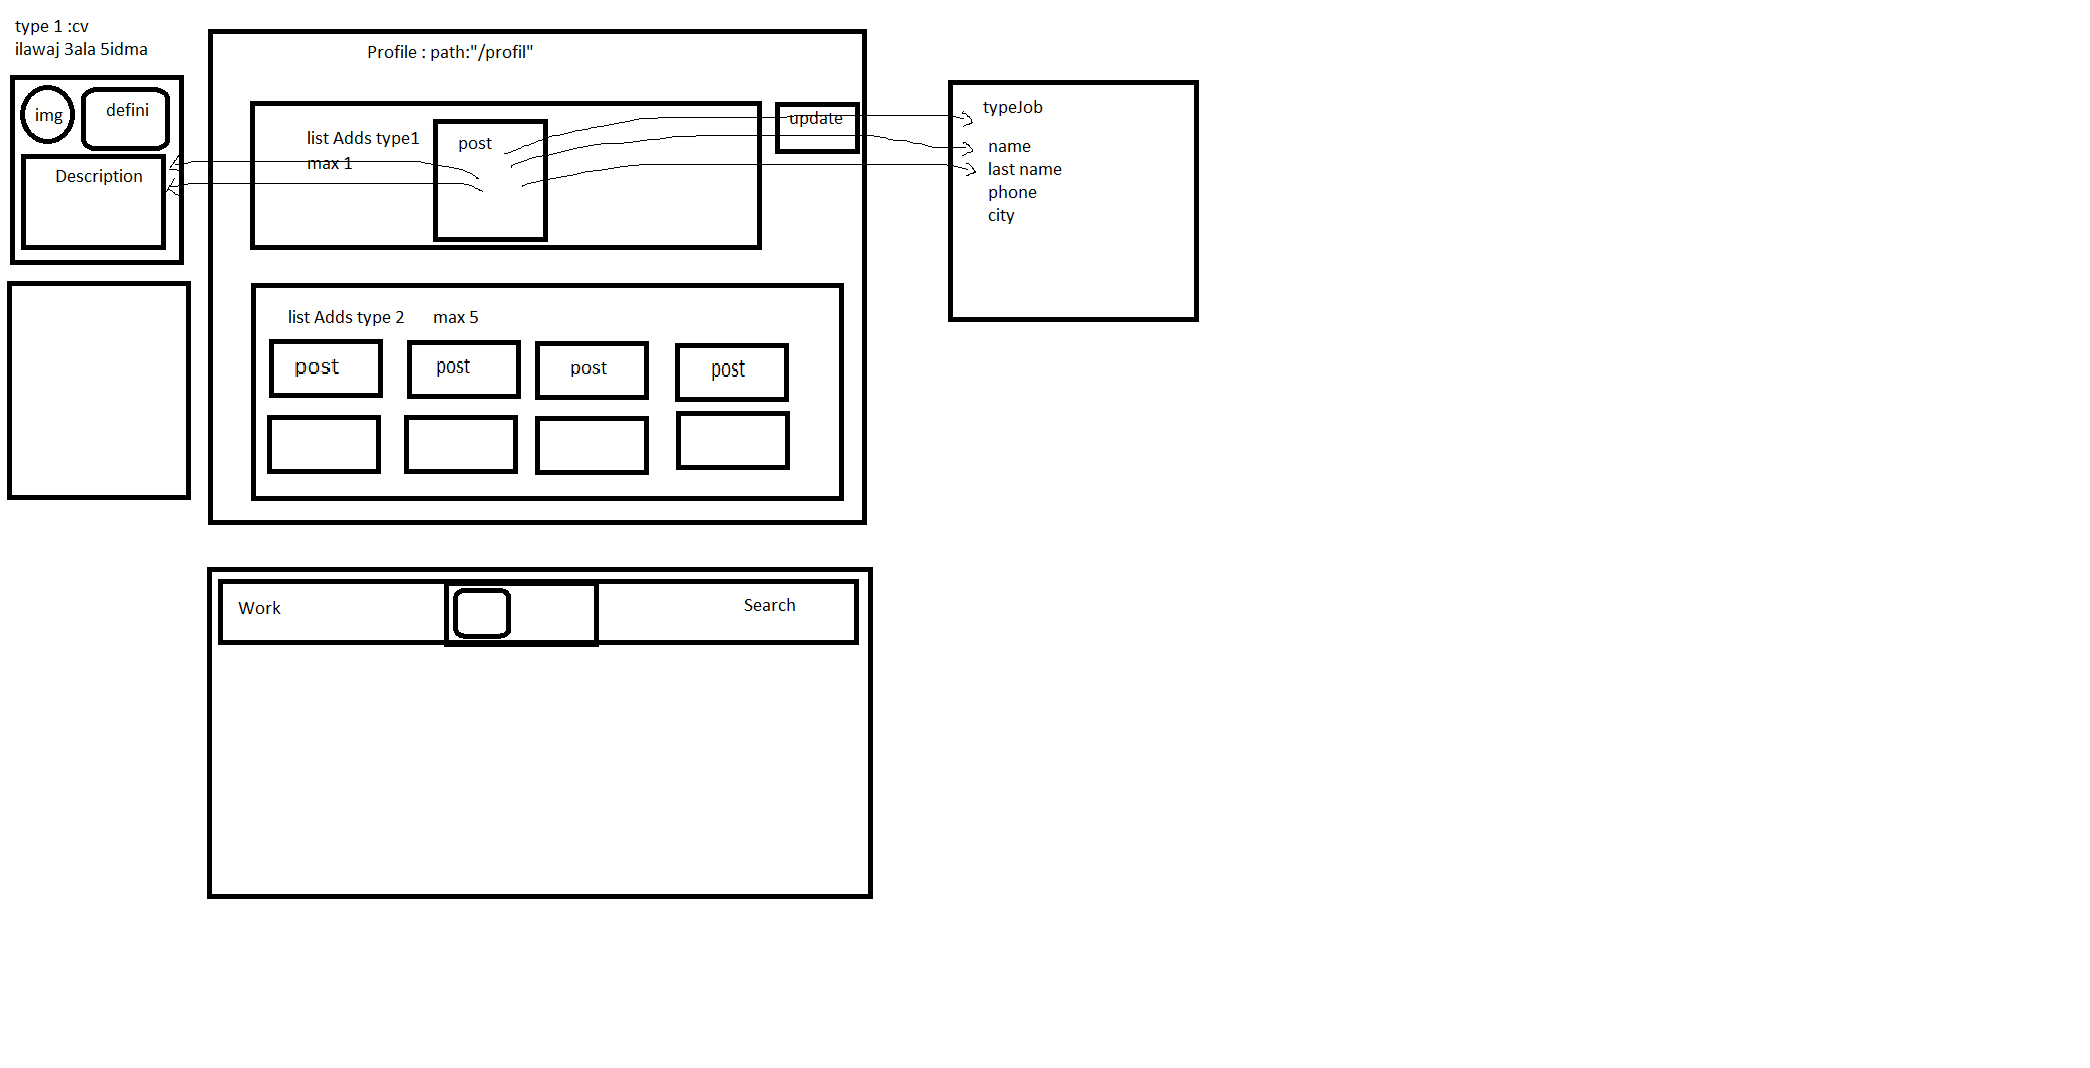 type 1 :cv
ilawaj 3ala 5idma
img
defini
Description
Profile : path:"/profil"
list Adds type1
max 1
post
update
typeJob
name
last name
phone
city
list Adds type 2 max 5
post
post
post
post
Work
Search